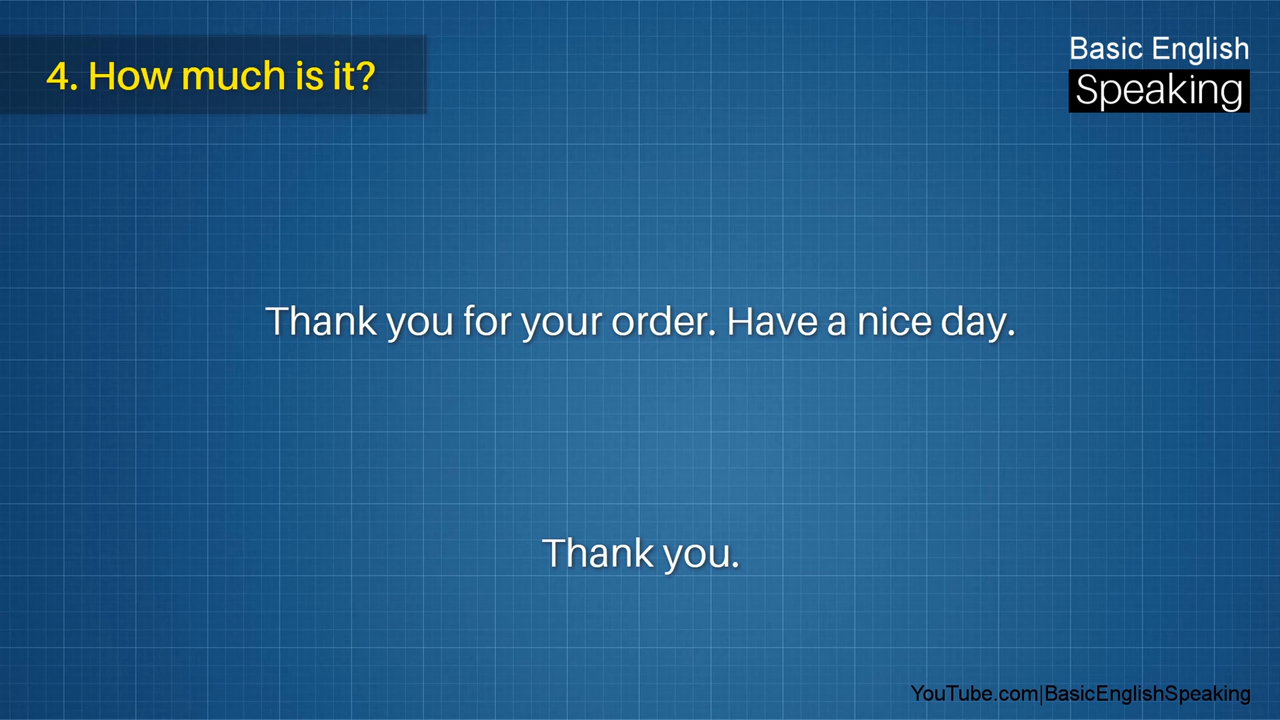 4. How much is it?
Basic English
Speaking
Thank you for your order. Have a nice day.
Thank you.
YouTube.com|BasicEnglishSpeaking